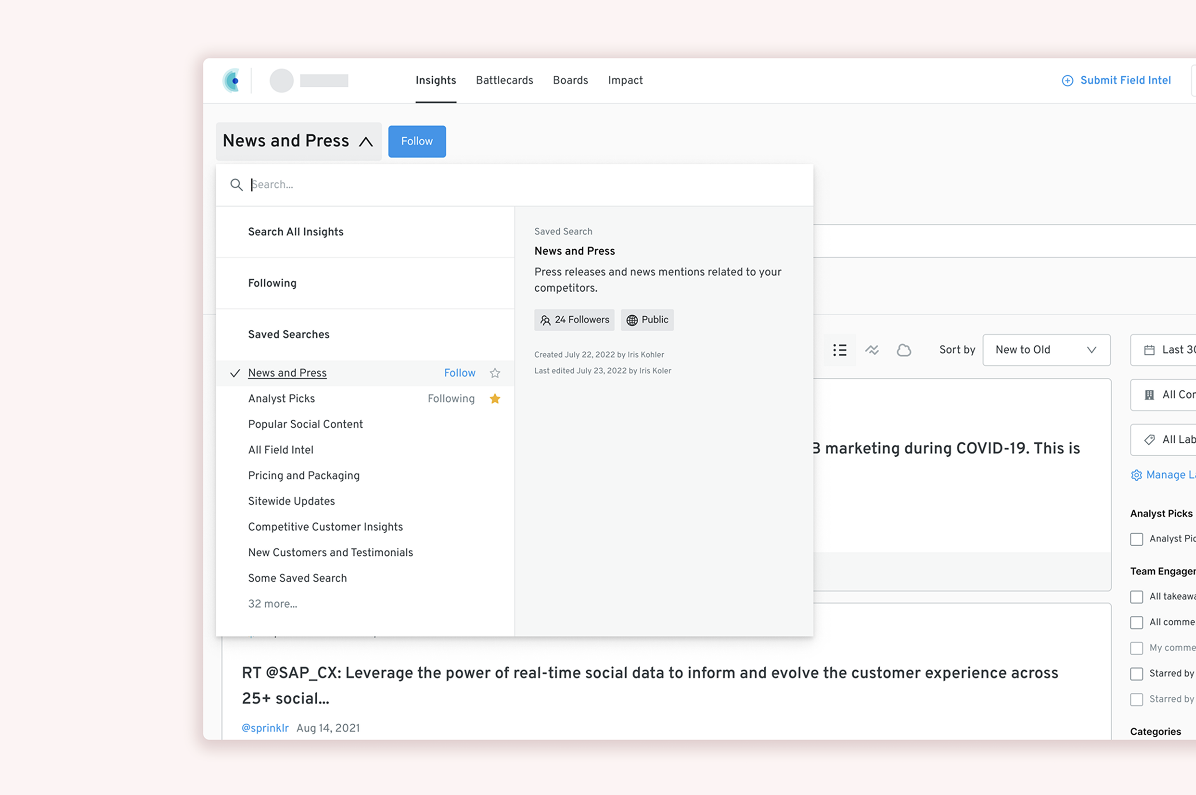 Insights Battlecards Boards Impact
Submit Field Intel
News and Press
Follow
Search...
Search All Insights
Following
Saved Searches
News and Press Follow
Analyst Picks Following
Popular Social Content
All Field Intel
Pricing and Packaging
Sitewide Updates
Competitive Customer Insights
New Customers and Testimonials
Some Saved Search
32 more...
Saved Search
News and Press
Press releases and news mentions related to your
competitors.
24 Followers Public
Created July 22, 2022 by Iris Kohler
Last edited July 23, 2022 by Iris Koler
Sort by New to Old
B marketing during COVID-19. This is
RT @SAP_CX: Leverage the power of real-time social data to inform and evolve the customer experience across
25+ social...
@sprinklr Aug 14, 2021
Last 30
All Con
All Lab
Manage La
Analyst Picks
Analyst Pic
Team Engagem
All takeawa
All comme
My comme
Starred by
Starred by
Categories